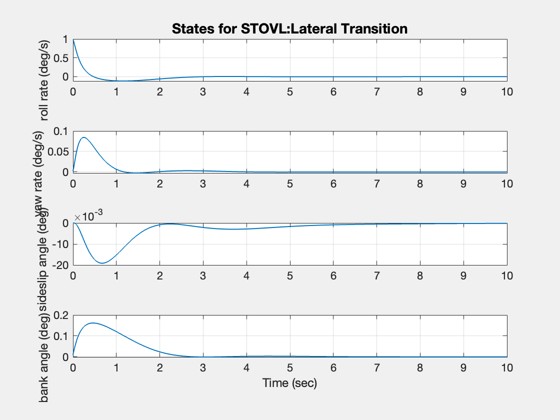 States for STOVL:Lateral Transition
roll rate (deg/s)
1
0.5
0
0 1 2 3 4 5 6 7 8 9 10
yaw rate (deg/s)
0.1
0.05
0
0 1 2 3 4 5 6 7 8 9 10
sideslip angle (deg)
×10-3
0
-10
-20
0 1 2 3 4 5 6 7 8 9 10
bank angle (deg)
0.2
0.1
0
0 1 2 3 4 5 6 7 8 9 10
Time (sec)